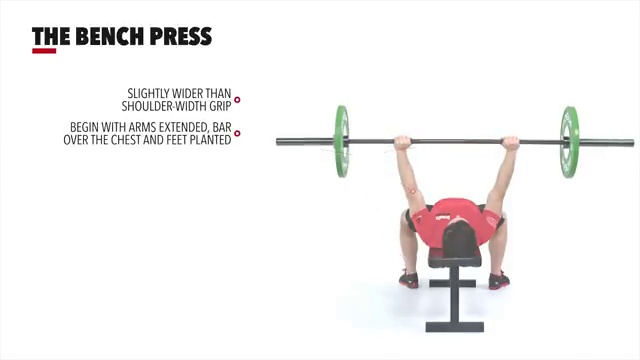 THE BENCH PRESS
SLIGHTLY WIDER THAN
SHOULDER-WIDTH GRIP
BEGIN WITH ARMS EXTENDED, BAR
OVER THE CHEST AND FEET PLANTED